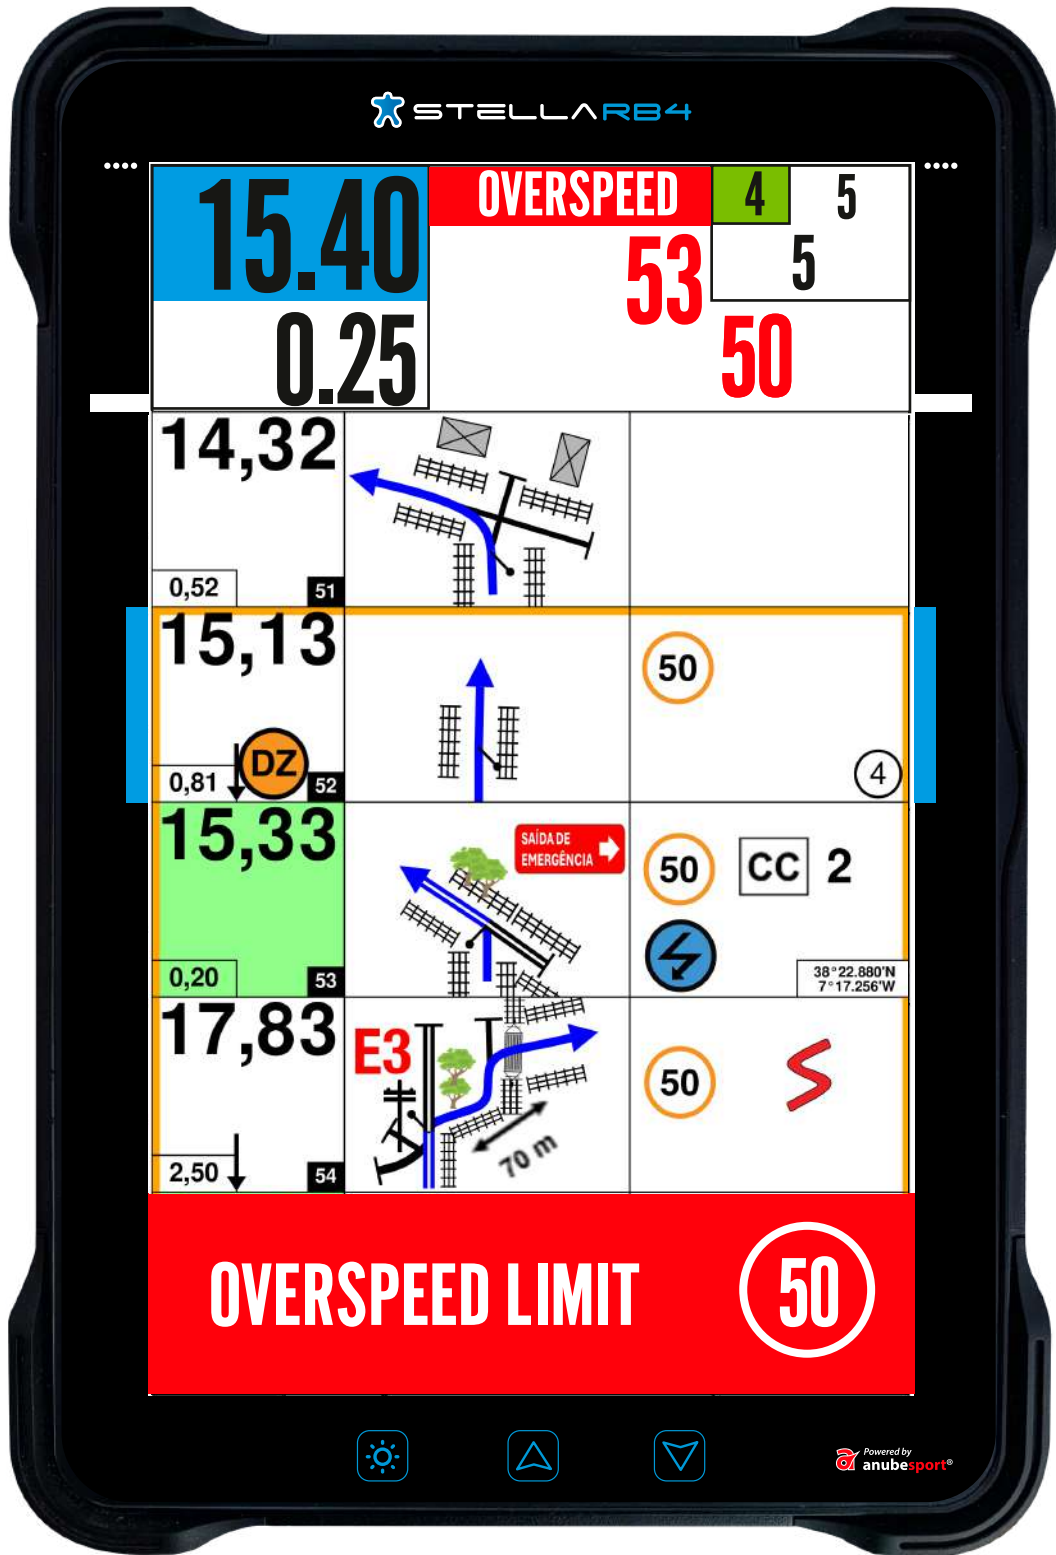 STELLA RB4
15.40
OVERSPEED
4
5
53
5
0.25
50
14,32
0,52
51
15,13
50
DZ
0,81
52
4
15,33
SAÍDA DE
EMERGÊNCIA
50
CC
2
0,20
53
38°22.880'N
7°17.256'W
17,83
E3
50
70 m
2,50
54
OVERSPEED LIMIT
50
Powered by
anubesport®